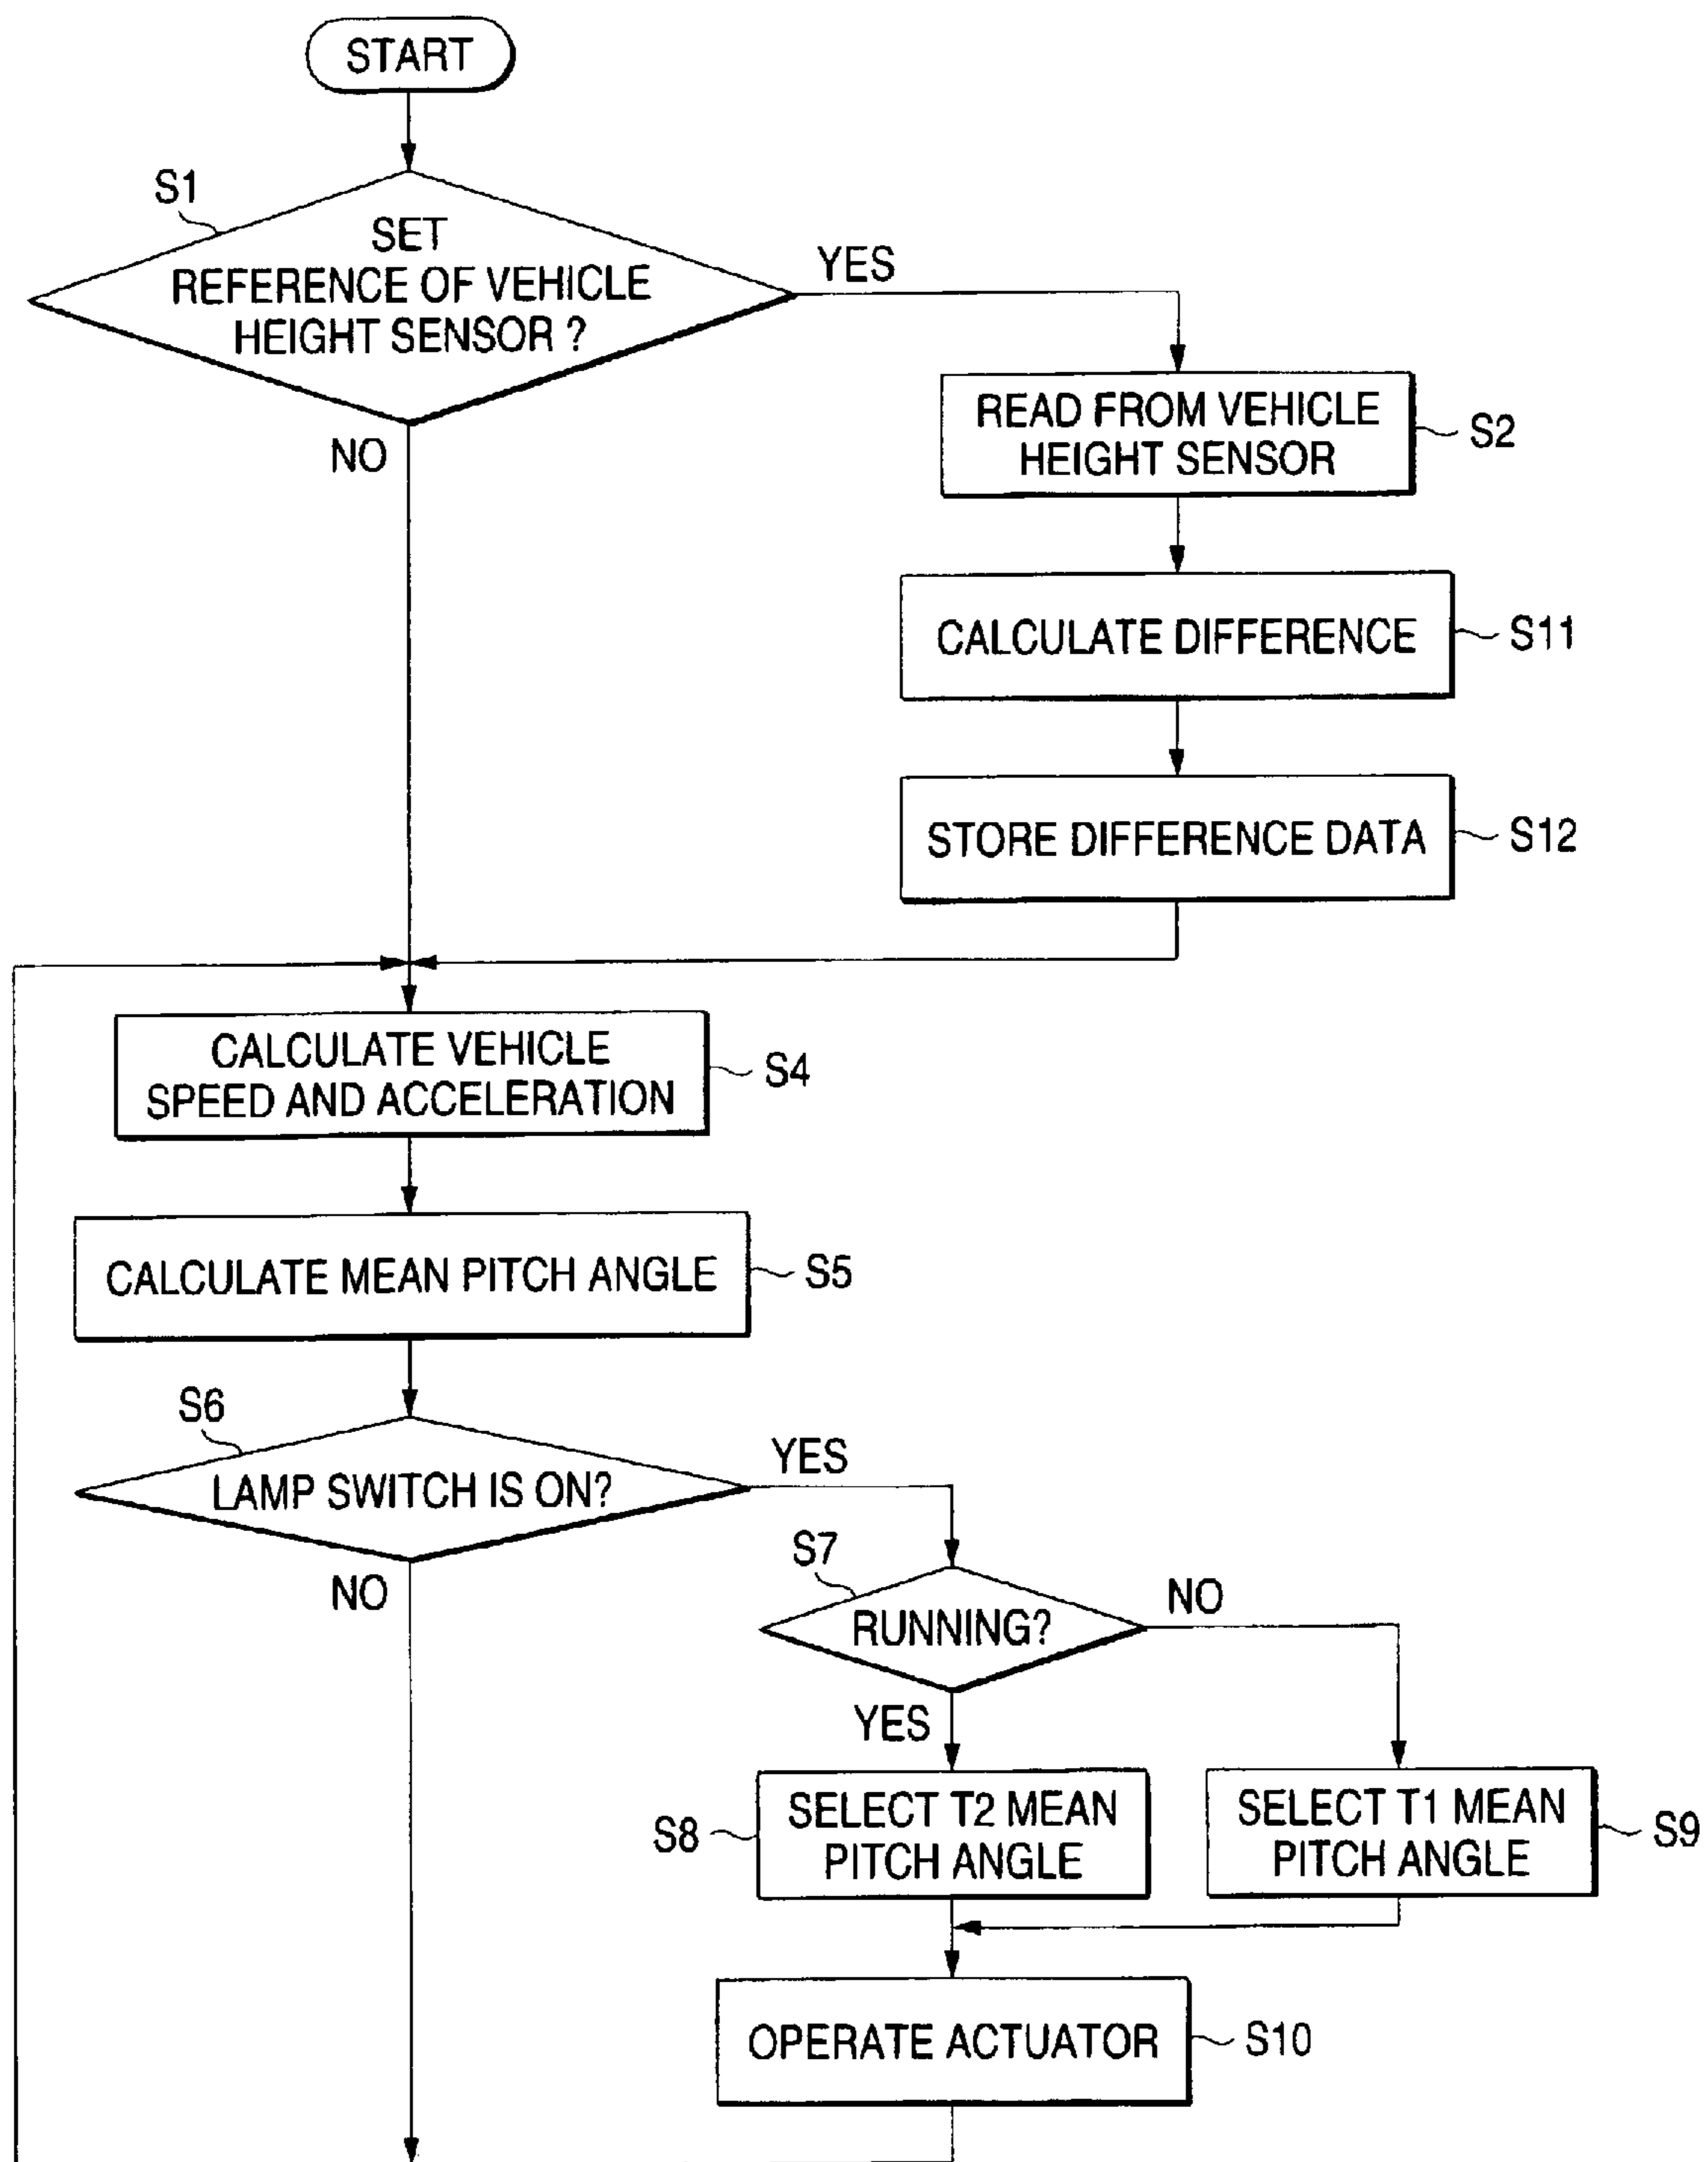 START
S1
SET
REFERENCE OF VEHICLE
HEIGHT SENSOR ?
YES
NO
READ FROM VEHICLE
HEIGHT SENSOR
S2
CALCULATE DIFFERENCE
S11
STORE DIFFERENCE DATA
S12
CALCULATE VEHICLE
SPEED AND ACCELERATION
S4
CALCULATE MEAN PITCH ANGLE
S5
S6
LAMP SWITCH IS ON?
YES
NO
S7
RUNNING?
NO
YES
S8
SELECT T2 MEAN
PITCH ANGLE
SELECT T1 MEAN
PITCH ANGLE
S9
OPERATE ACTUATOR
S10